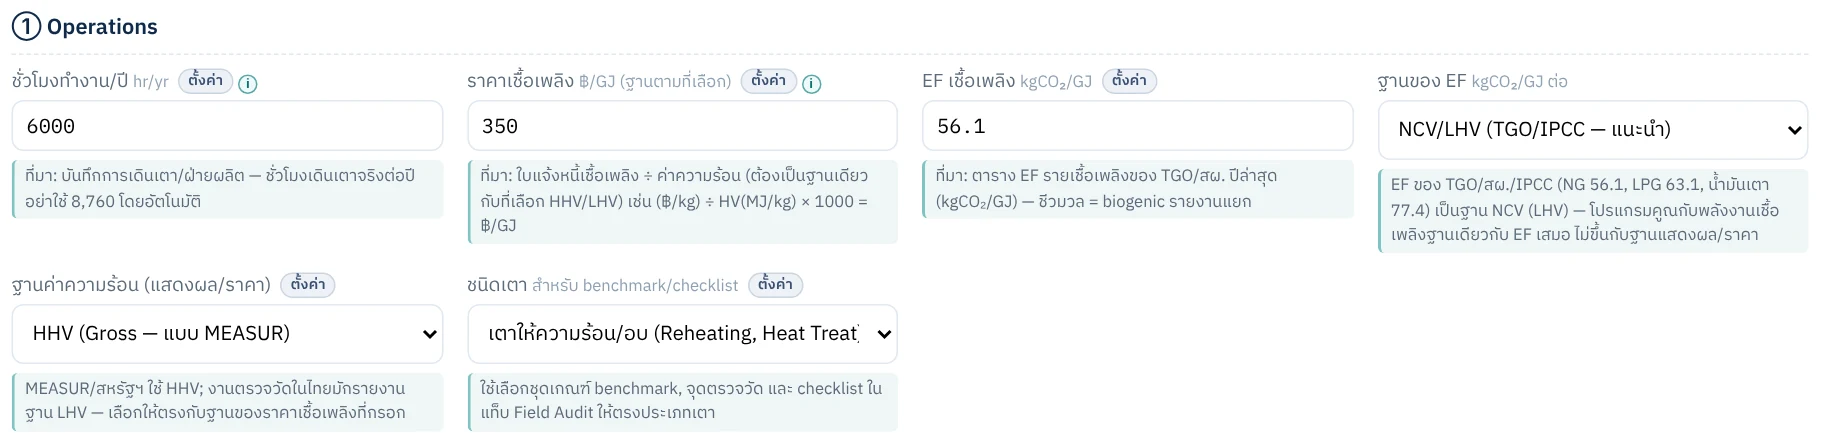 ① Operations
ชั่วโมงทำงาน/ปี hr/yr ตั้งค่า i
ราคาเชื้อเพลิง ฿/GJ (ฐานตามที่เลือก) ตั้งค่า i
EF เชื้อเพลิง kgCO₂/GJ ตั้งค่า
ฐานของ EF kgCO₂/GJ ต่อ
6000
350
56.1
NCV/LHV (TGO/IPCC — แนะนำ)
ที่มา: บันทึกการเดินเตา/ฝ่ายผลิต — ชั่วโมงเดินเตาจริงต่อปี
อย่าใช้ 8,760 โดยอัตโนมัติ
ที่มา: ใบแจ้งหนี้เชื้อเพลิง ÷ ค่าความร้อน (ต้องเป็นฐานเดียว
กับที่เลือก HHV/LHV) เช่น (฿/kg) ÷ HV(MJ/kg) × 1000 =
฿/GJ
ที่มา: ตาราง EF รายเชื้อเพลิงของ TGO/สผ. ปีล่าสุด
(kgCO₂/GJ) — ชีวมวล = biogenic รายงานแยก
EF ของ TGO/สผ./IPCC (NG 56.1, LPG 63.1, น้ำมันเตา
77.4) เป็นฐาน NCV (LHV) — โปรแกรมคูณกับพลังงานเชื้อ
เพลิงฐานเดียวกับ EF เสมอ ไม่ขึ้นกับฐานแสดงผล/ราคา
ฐานค่าความร้อน (แสดงผล/ราคา) ตั้งค่า
ชนิดเตา สำหรับ benchmark/checklist ตั้งค่า
HHV (Gross — แบบ MEASUR)
เตาให้ความร้อน/อบ (Reheating, Heat Treat
MEASUR/สหรัฐฯ ใช้ HHV; งานตรวจวัดในไทยมักรายงาน
ฐาน LHV — เลือกให้ตรงกับฐานของราคาเชื้อเพลิงที่กรอก
ใช้เลือกชุดเกณฑ์ benchmark, จุดตรวจวัด และ checklist ใน
แท็บ Field Audit ให้ตรงประเภทเตา